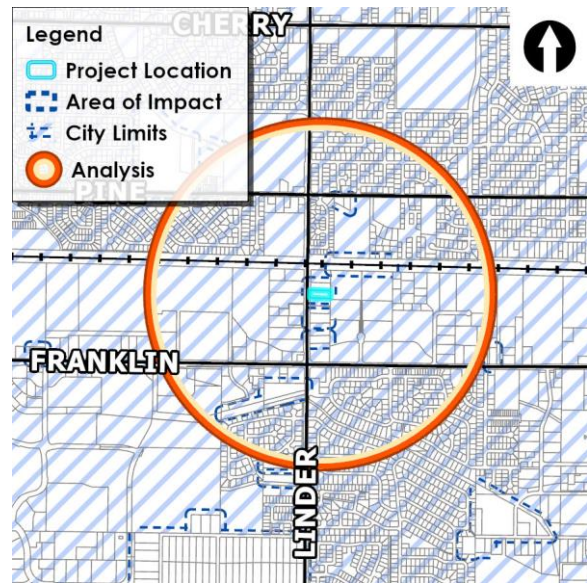 CHERRY
Legend
Project Location
Area of Impact
City Limits
Analysis
PINE
FRANKLIN
LINDER